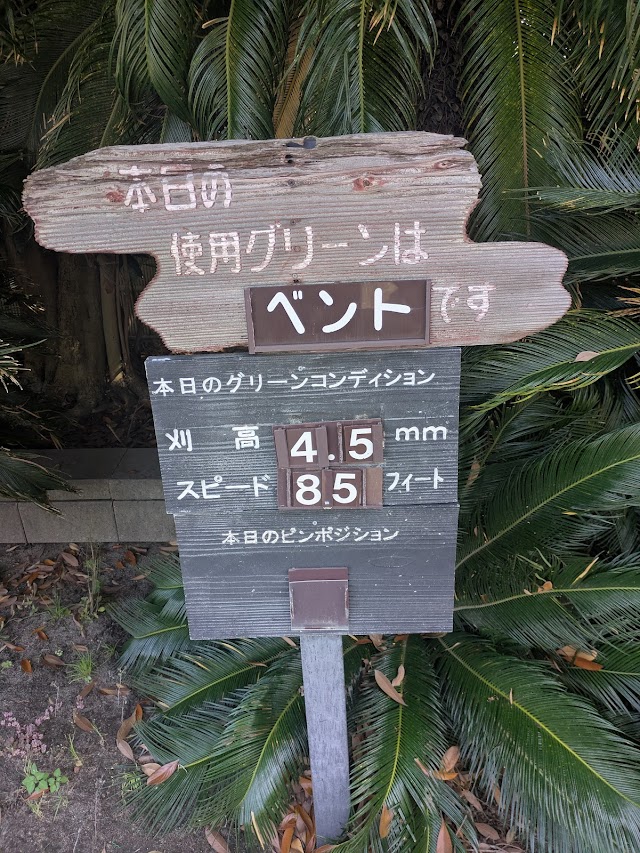 本日の
使用グリーンは
ベント です
本日のグリーンコンディション
刈 高 4.5 mm
スピード 8.5 フィート
本日のピンポジション